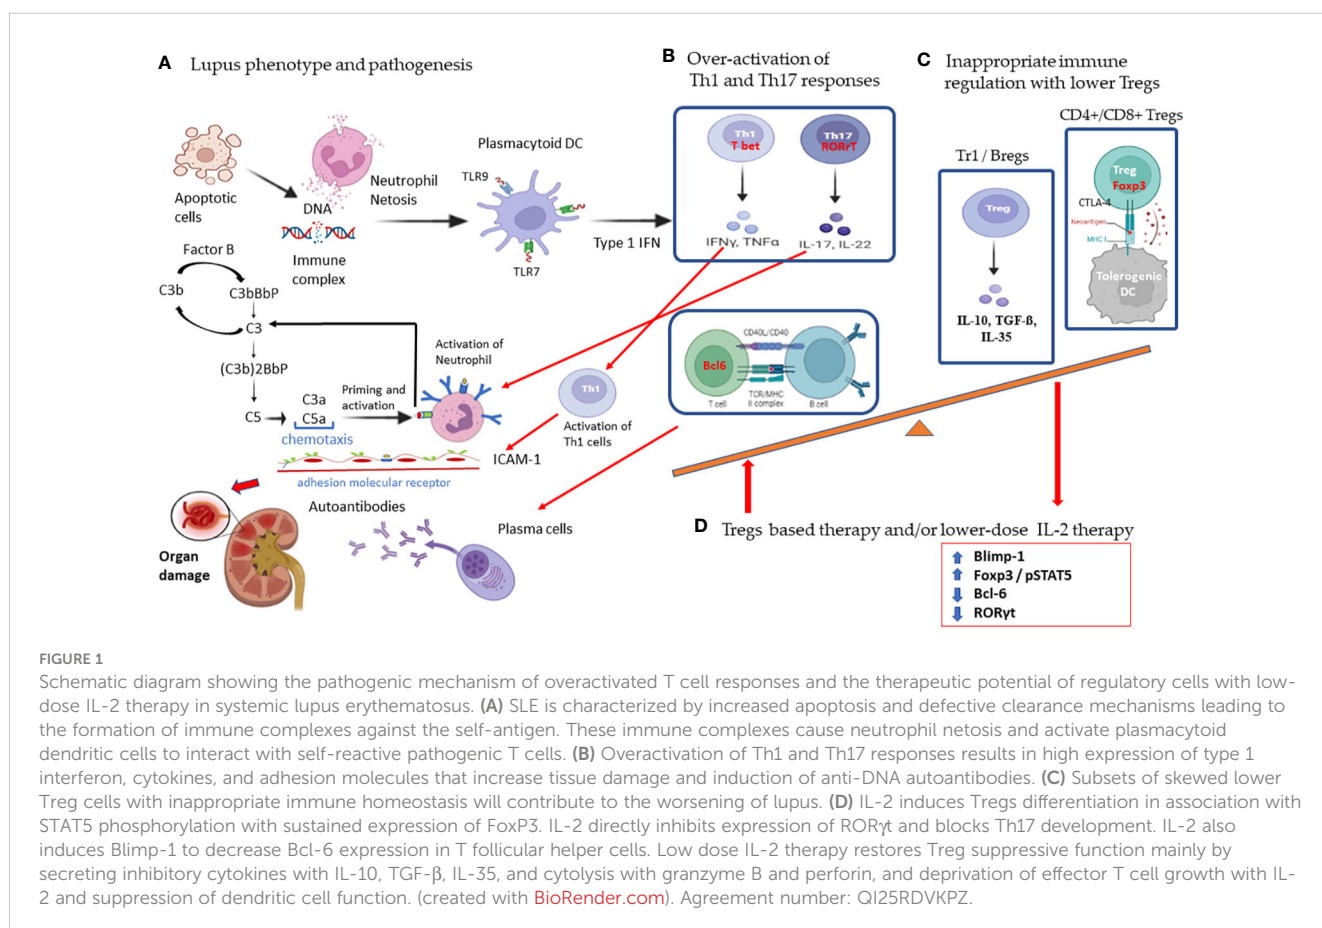 A Lupus phenotype and pathogenesis
B Over-activation of
Th1 and Th17 responses
C Inappropriate immune
regulation with lower Tregs
Apoptotic
cells
DNA
Immune
complex
Neutrophil
Netosis
Plasmacytoid DC
TLR9
TLR7
Type 1 IFN
Th1
T bet
Th17
RORrT
IFNγ, TNFα
IL-17, IL-22
Tr1 / Bregs
Treg
IL-10, TGF-ß,
IL-35
CD4+/CD8+ Tregs
Treg
Foxp3
CTLA-4
Neoantigen
MHC I
Tolerogenic
DC
Factor B
C3b
C3bBbP
C3
(C3b)2BbP
C5
C3a
C5a
chemotaxis
Priming and
activation
Activation of
Neutrophil
Th1
Activation of
Th1 cells
ICAM-1
adhesion molecular receptor
CD40L/CD40
Bcl6
TCR/MHC
II complex
T cell
B cell
Organ
damage
Autoantibodies
Plasma cells
D Tregs based therapy and/or lower-dose IL-2 therapy
Blimp-1
Foxp3 / pSTAT5
Bcl-6
RORγt
FIGURE 1
Schematic diagram showing the pathogenic mechanism of overactivated T cell responses and the therapeutic potential of regulatory cells with low-
dose IL-2 therapy in systemic lupus erythematosus. (A) SLE is characterized by increased apoptosis and defective clearance mechanisms leading to
the formation of immune complexes against the self-antigen. These immune complexes cause neutrophil netosis and activate plasmacytoid
dendritic cells to interact with self-reactive pathogenic T cells. (B) Overactivation of Th1 and Th17 responses results in high expression of type 1
interferon, cytokines, and adhesion molecules that increase tissue damage and induction of anti-DNA autoantibodies. (C) Subsets of skewed lower
Treg cells with inappropriate immune homeostasis will contribute to the worsening of lupus. (D) IL-2 induces Tregs differentiation in association with
STAT5 phosphorylation with sustained expression of FoxP3. IL-2 directly inhibits expression of RORγt and blocks Th17 development. IL-2 also
induces Blimp-1 to decrease Bcl-6 expression in T follicular helper cells. Low dose IL-2 therapy restores Treg suppressive function mainly by
secreting inhibitory cytokines with IL-10, TGF-β, IL-35, and cytolysis with granzyme B and perforin, and deprivation of effector T cell growth with IL-
2 and suppression of dendritic cell function. (created with BioRender.com). Agreement number: QI25RDVKPZ.